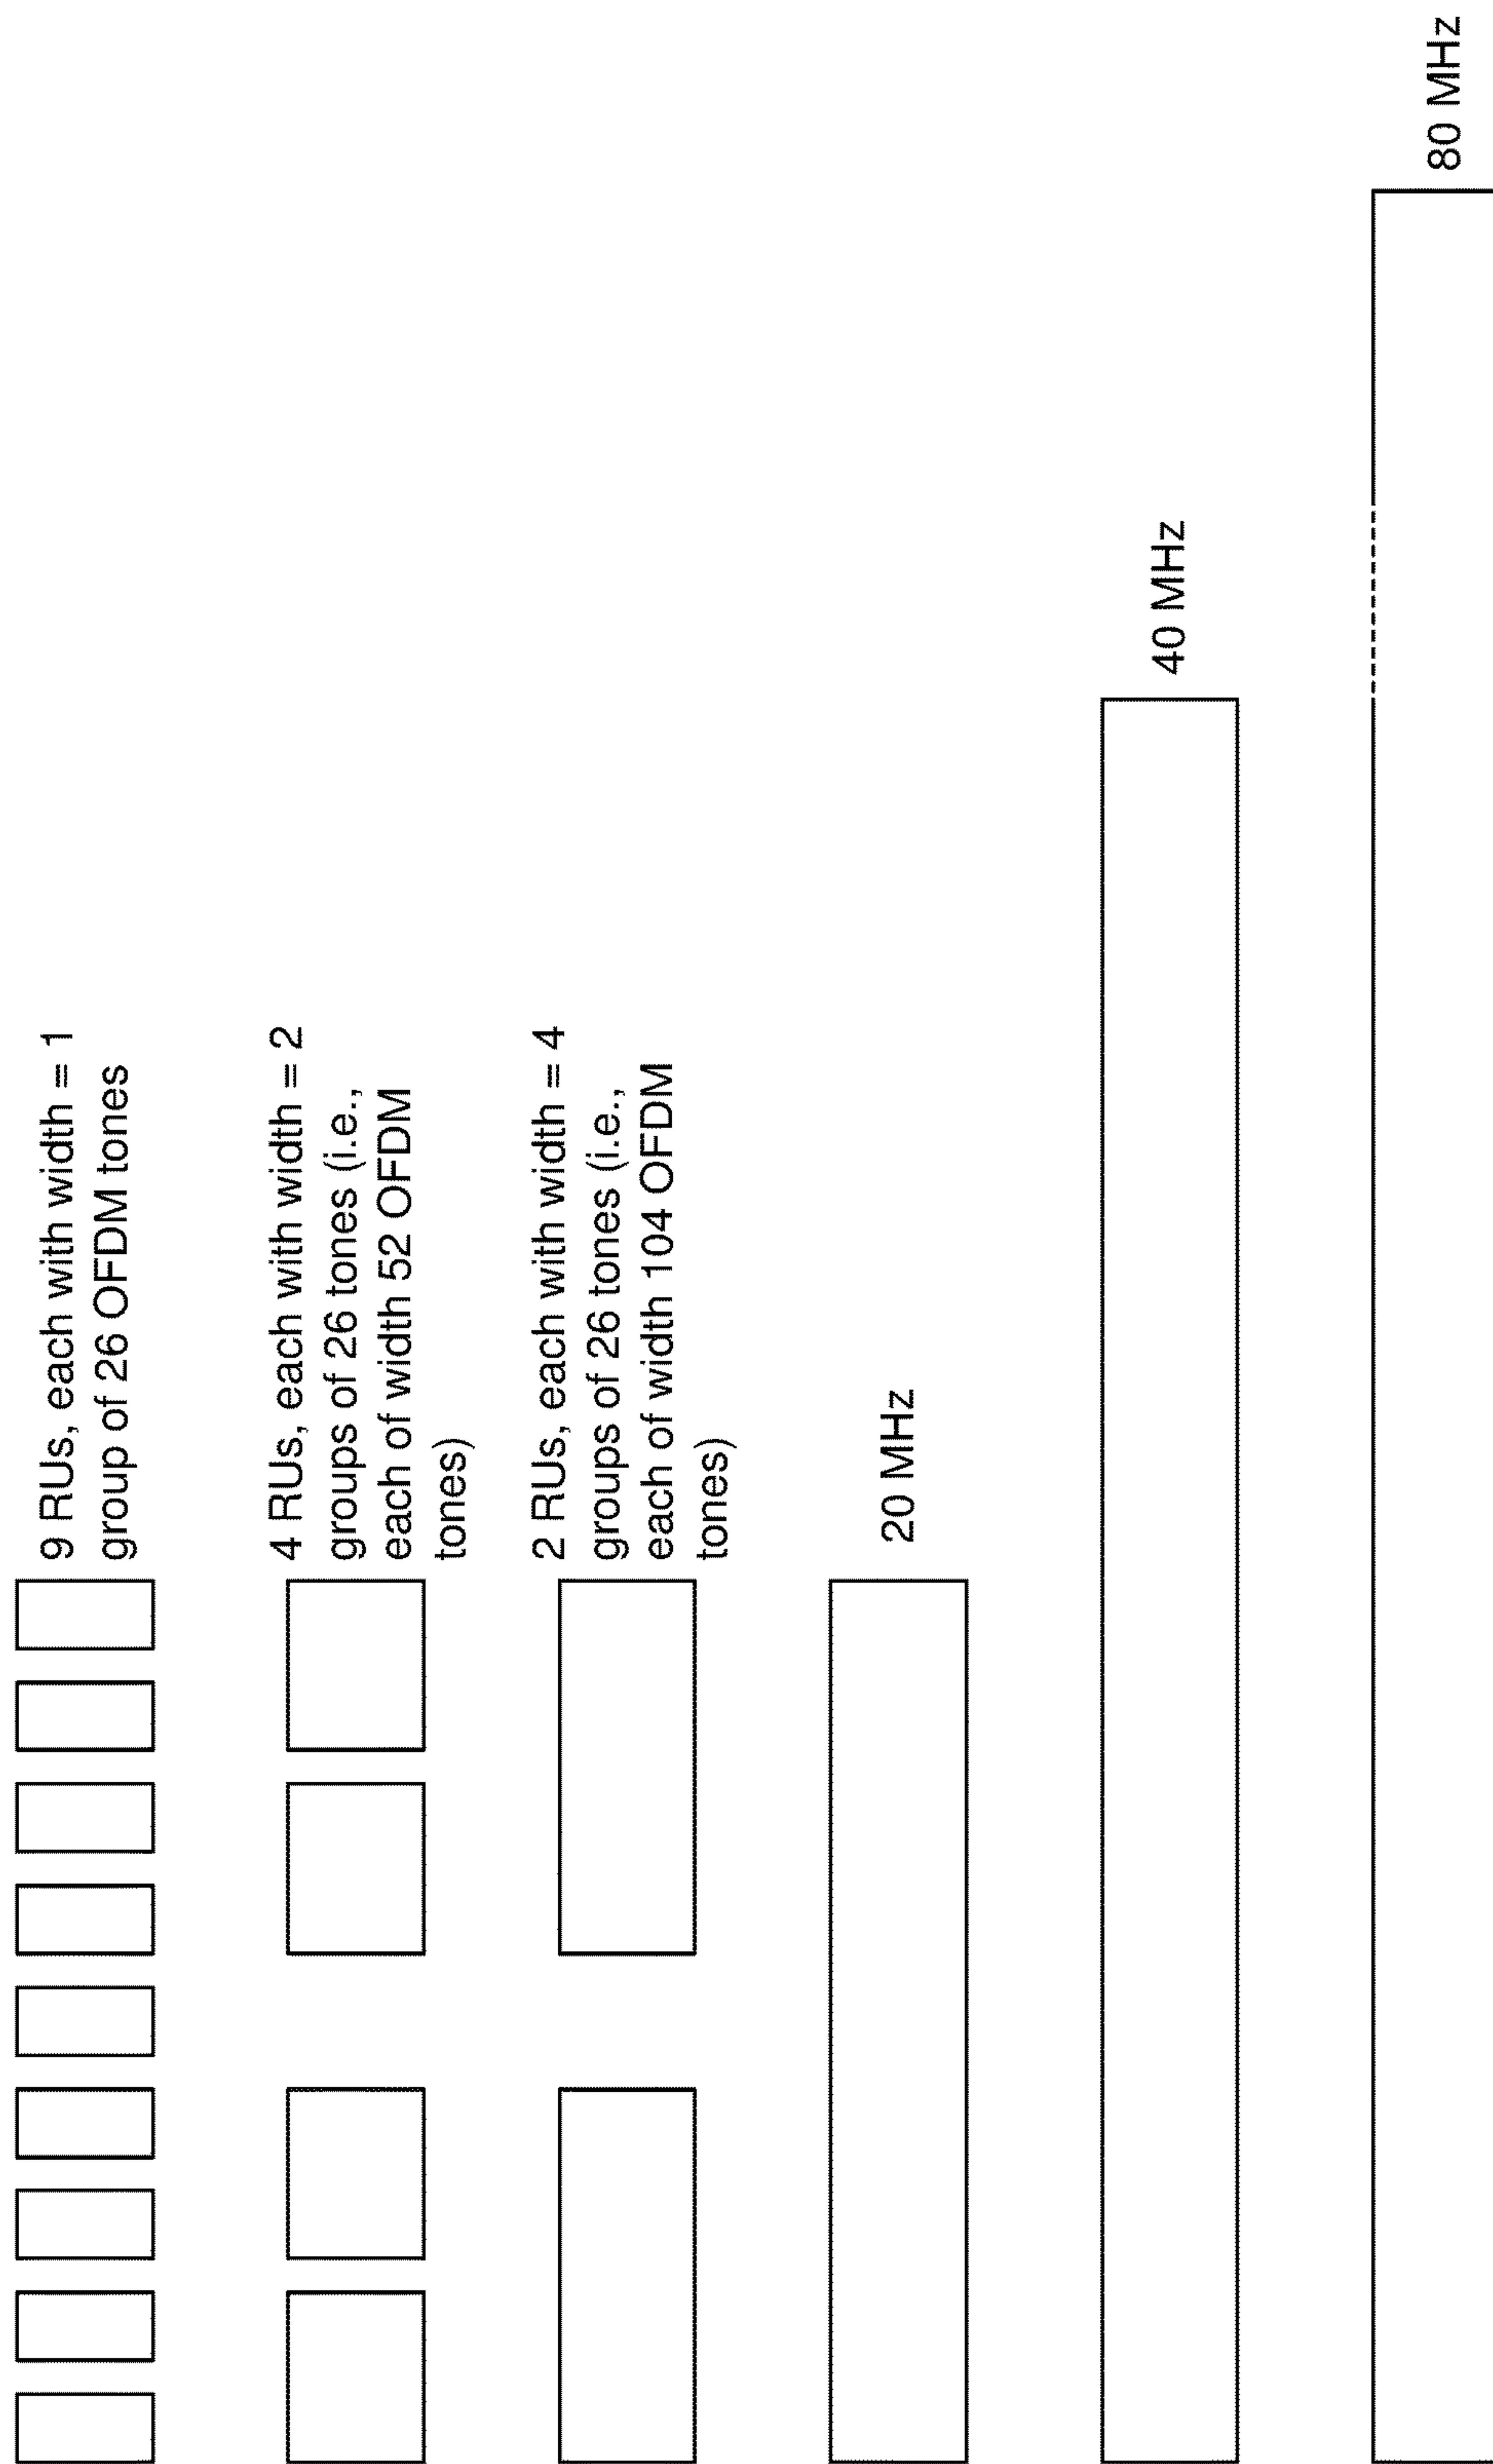 9 RUs, each with width = 1
group of 26 OFDM tones
4 RUs, each with width = 2
groups of 26 tones (i.e.,
each of width 52 OFDM
tones)
2 RUs, each with width = 4
groups of 26 tones (i.e.,
each of width 104 OFDM
tones)
20 MHz
40 MHz
80 MHz